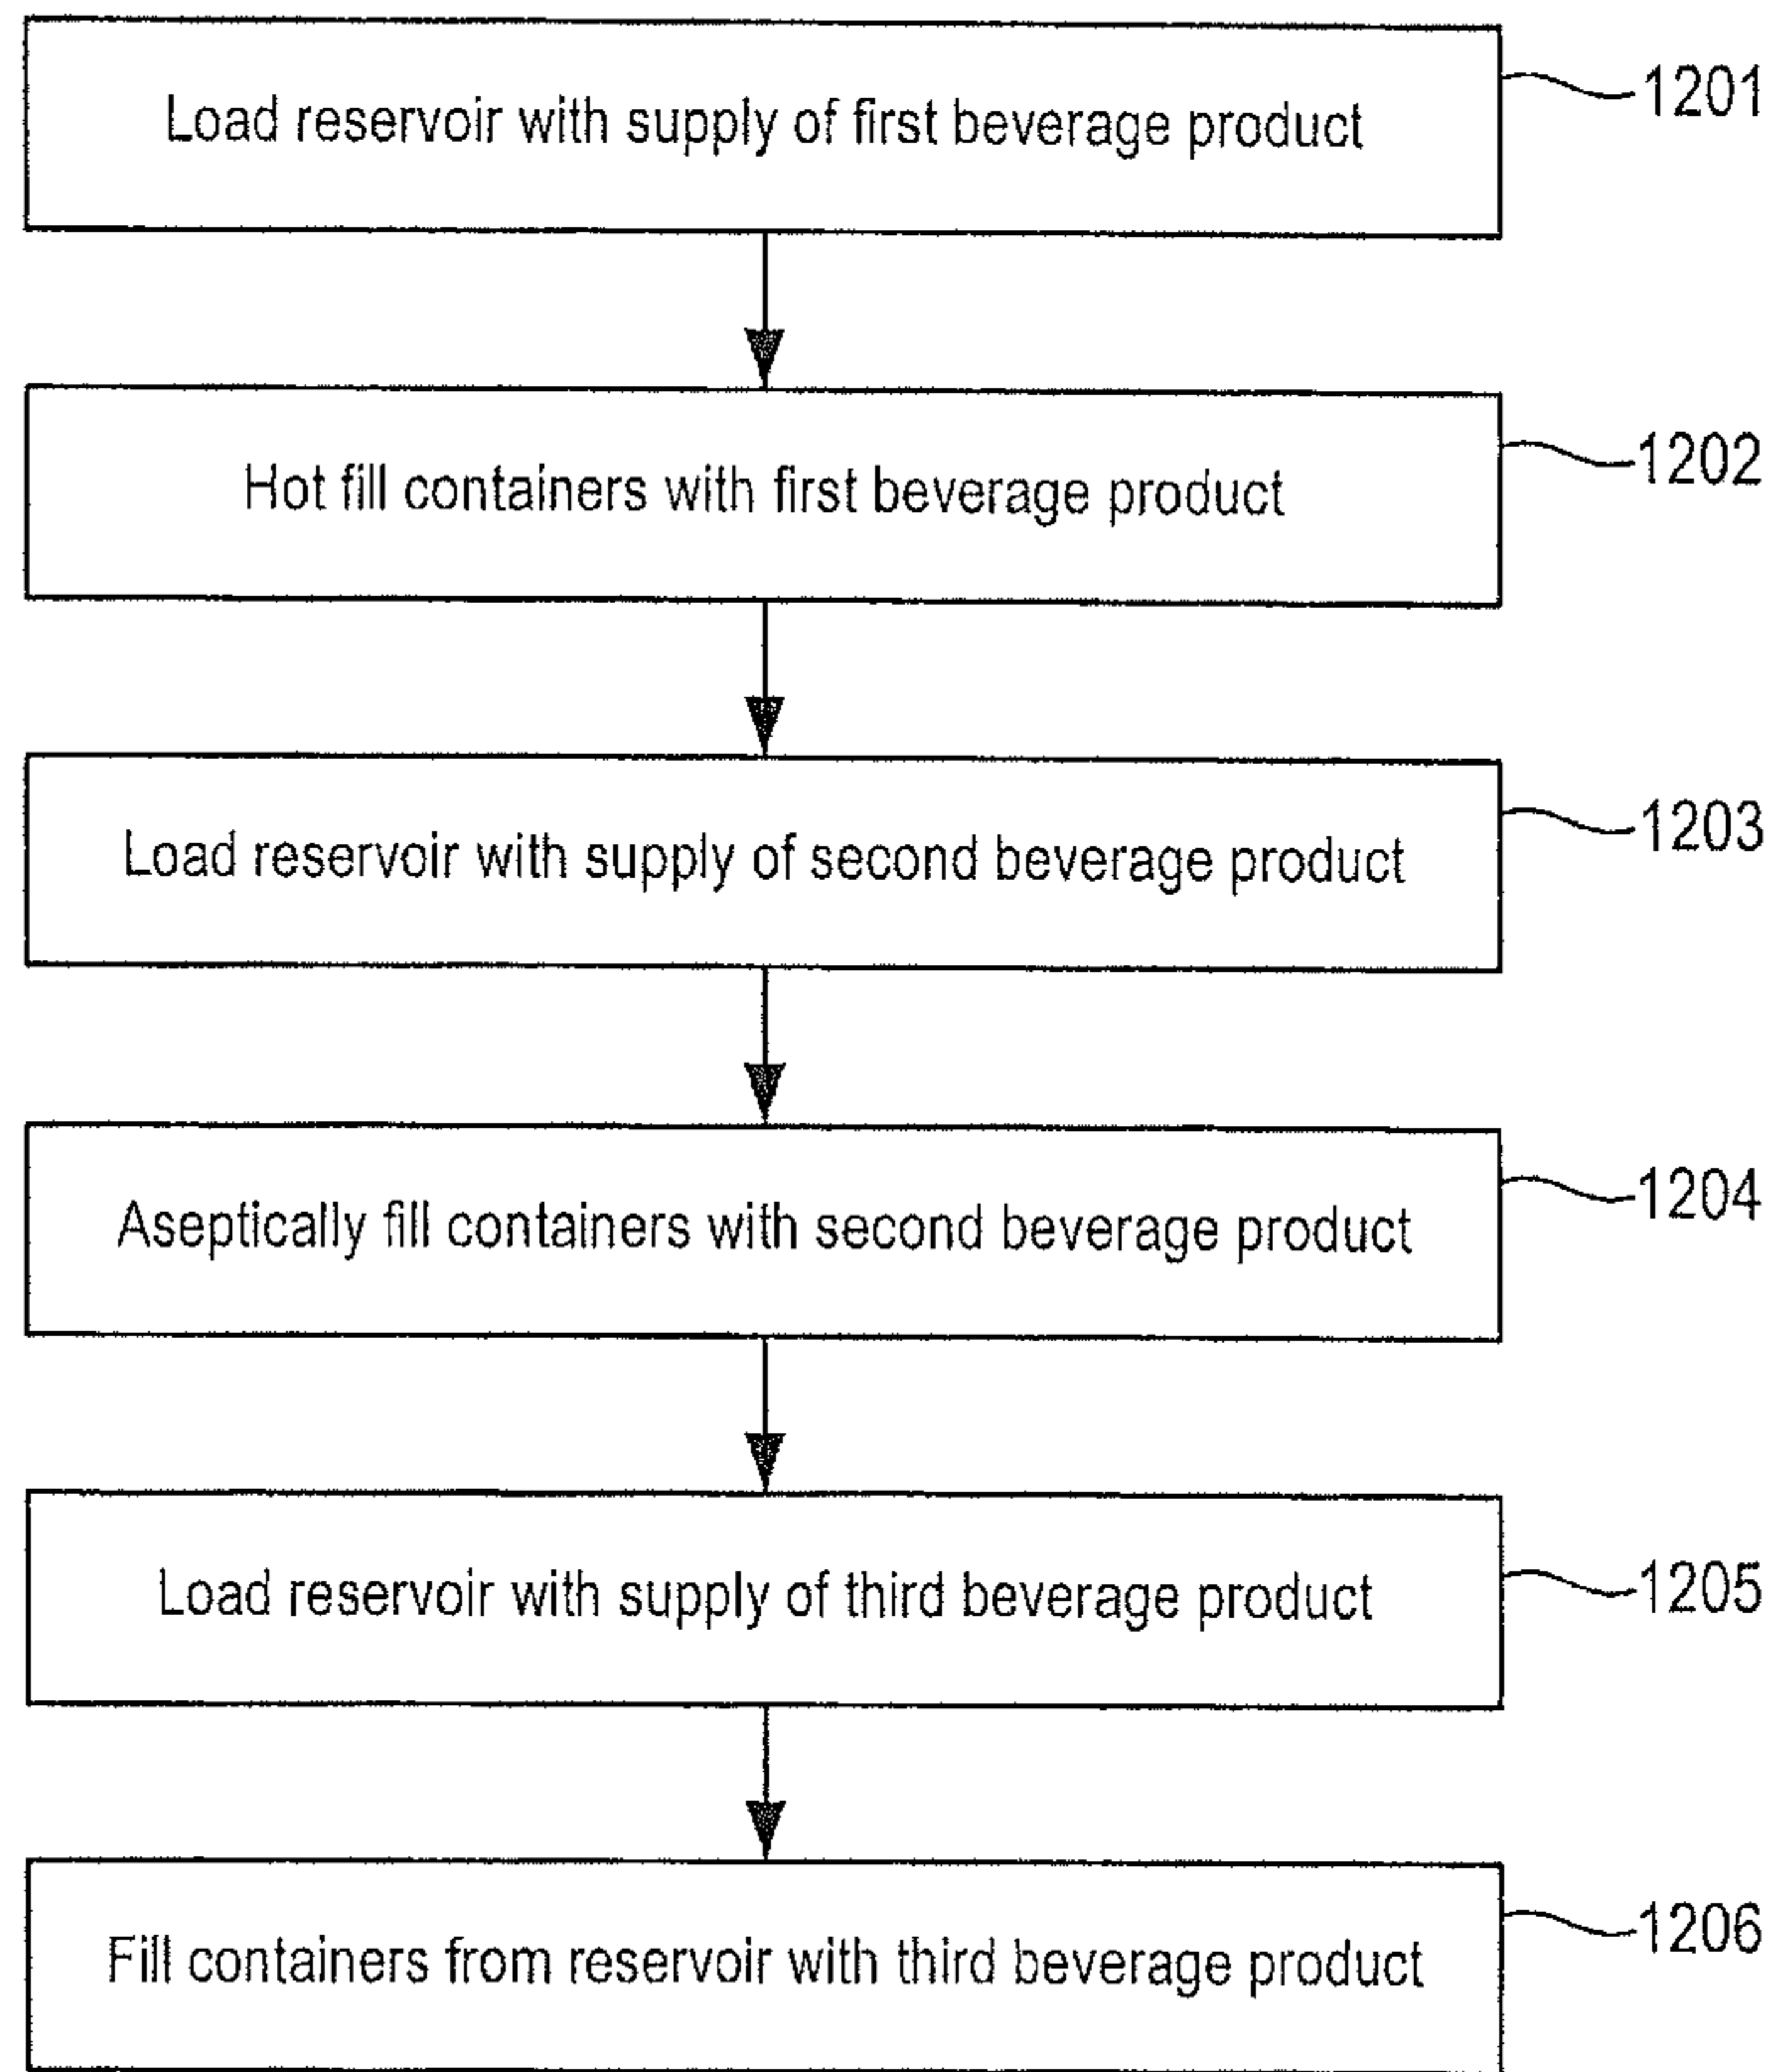 Load reservoir with supply of first beverage product
1201
Hot fill containers with first beverage product
1202
Load reservoir with supply of second beverage product
1203
Aseptically fill containers with second beverage product
1204
Load reservoir with supply of third beverage product
1205
Fill containers from reservoir with third beverage product
1206